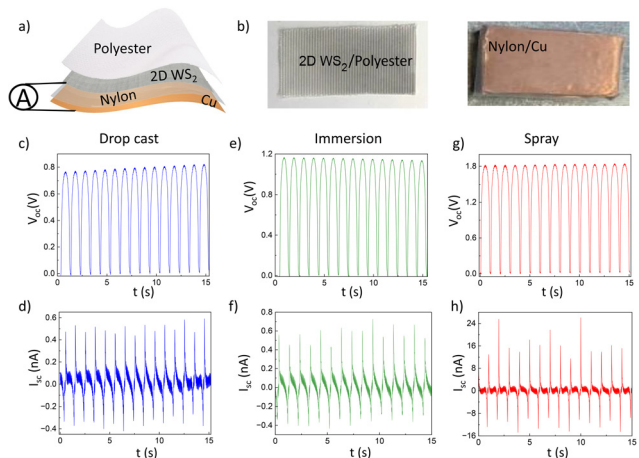 a)
Polyester
2D WS₂
Nylon
Cu
A
b)
2D WS₂/Polyester
Nylon/Cu
Drop cast
Immersion
Spray
c)
0.8
0.6
0.4
0.2
0.0
Voc(V)
0 5 10 15
t (s)
e)
1.2
0.8
0.4
0.0
Voc(V)
0 5 10 15
t (s)
g)
1.8
1.2
0.6
0.0
Voc(V)
0 5 10 15
t (s)
d)
0.6
0.4
0.2
0.0
-0.2
-0.4
Isc (nA)
0 5 10 15
t (s)
f)
0.8
0.6
0.4
0.2
0.0
-0.2
-0.4
Isc (nA)
0 5 10 15
t (s)
h)
24
16
8
0
-8
-16
Isc (nA)
0 5 10 15
t (s)